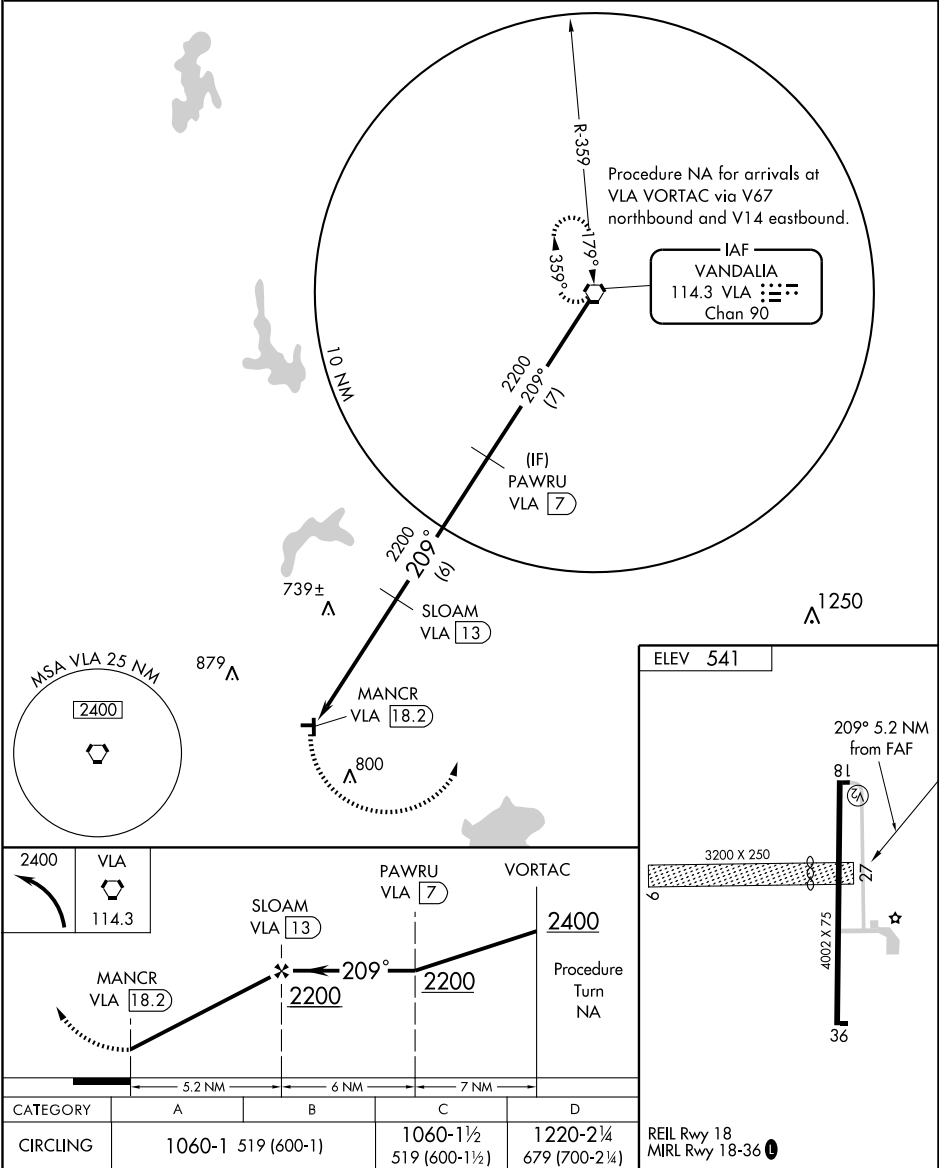 R-359
Procedure NA for arrivals at
VLA VORTAC via V67
northbound and V14 eastbound.
179°
359°
IAF
VANDALIA
114.3 VLA
Chan 90
10 NM
2200
209°
(7)
(IF)
PAWRU
VLA 7
2200
209°
(6)
739±
SLOAM
VLA 13
1250
879
MSA VLA 25 NM
2400
MANCR
VLA 18.2
800
ELEV 541
209° 5.2 NM
from FAF
18
V2
3200 X 250
9
27
4002 X 75
36
REIL Rwy 18
MIRL Rwy 18-36 L
2400
VLA
114.3
MANCR
VLA 18.2
SLOAM
VLA 13
PAWRU
VLA 7
VORTAC
209°
2200
2200
2400
Procedure
Turn
NA
5.2 NM
6 NM
7 NM
CATEGORY A B C D
CIRCLING
1060-1 519 (600-1)
1060-1½
519 (600-1½)
1220-2¼
679 (700-2¼)